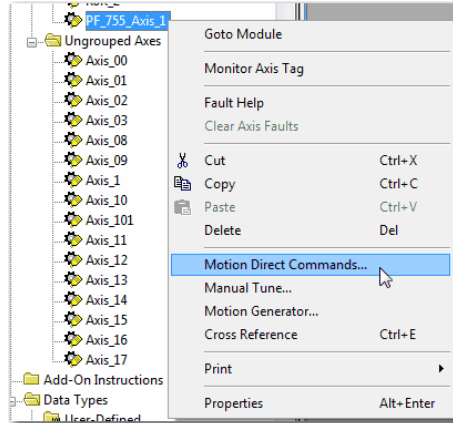 PF_755_Axis_1
Ungrouped Axes
Axis_00
Axis_01
Axis_02
Axis_03
Axis_08
Axis_09
Axis_1
Axis_10
Axis_101
Axis_11
Axis_12
Axis_13
Axis_14
Axis_15
Axis_16
Axis_17
Add-On Instructions
Data Types
User-Defined
Goto Module
Monitor Axis Tag
Fault Help
Clear Axis Faults
Cut Ctrl+X
Copy Ctrl+C
Paste Ctrl+V
Delete Del
Motion Direct Commands...
Manual Tune...
Motion Generator...
Cross Reference Ctrl+E
Print
Properties Alt+Enter